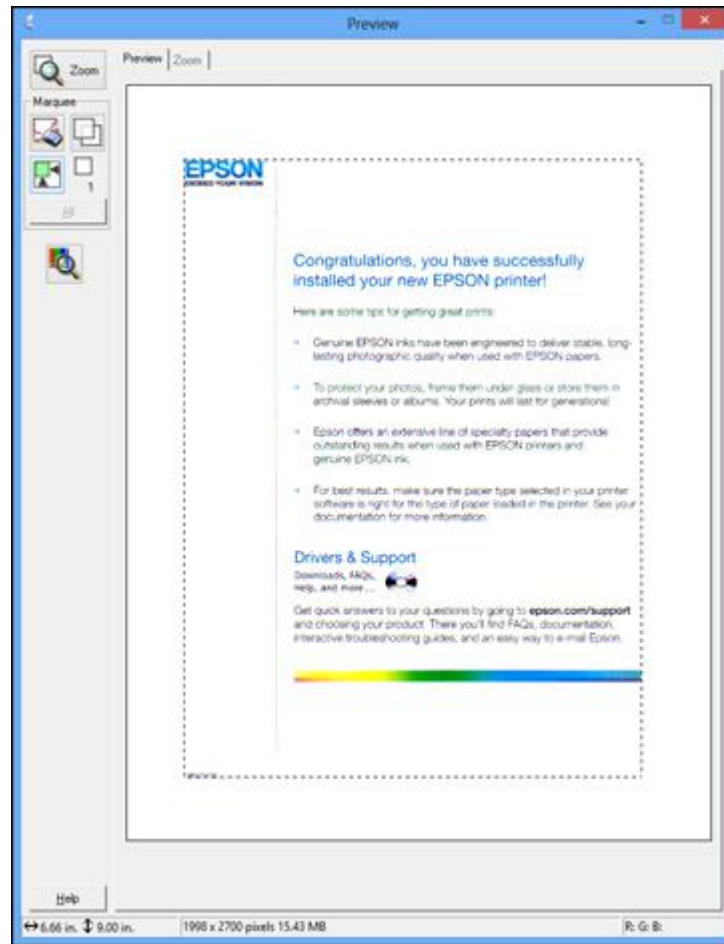 Preview
Zoom
Preview
Zoom
Marquee
1
All
EPSON
EXCEED YOUR VISION
Congratulations, you have successfully
installed your new EPSON printer!
Here are some tips for getting great prints:
Genuine EPSON inks have been engineered to deliver stable, long-
lasting photographic quality when used with EPSON papers.
To protect your photos, frame them under glass or store them in
archival sleeves or albums. Your prints will last for generations!
Epson offers an extensive line of specialty papers that provide
outstanding results when used with EPSON printers and
genuine EPSON ink.
For best results, make sure the paper type selected in your printer
software is right for the type of paper loaded in the printer. See your
documentation for more information.
Drivers & Support
Downloads, FAQs,
Help, and more...
Get quick answers to your questions by going to epson.com/support
and choosing your product. There you'll find FAQs, documentation,
interactive troubleshooting guides, and an easy way to e-mail Epson.
Help
6.66 in. 9.00 in.
1998 x 2700 pixels 15.43 MB
R: G: B: